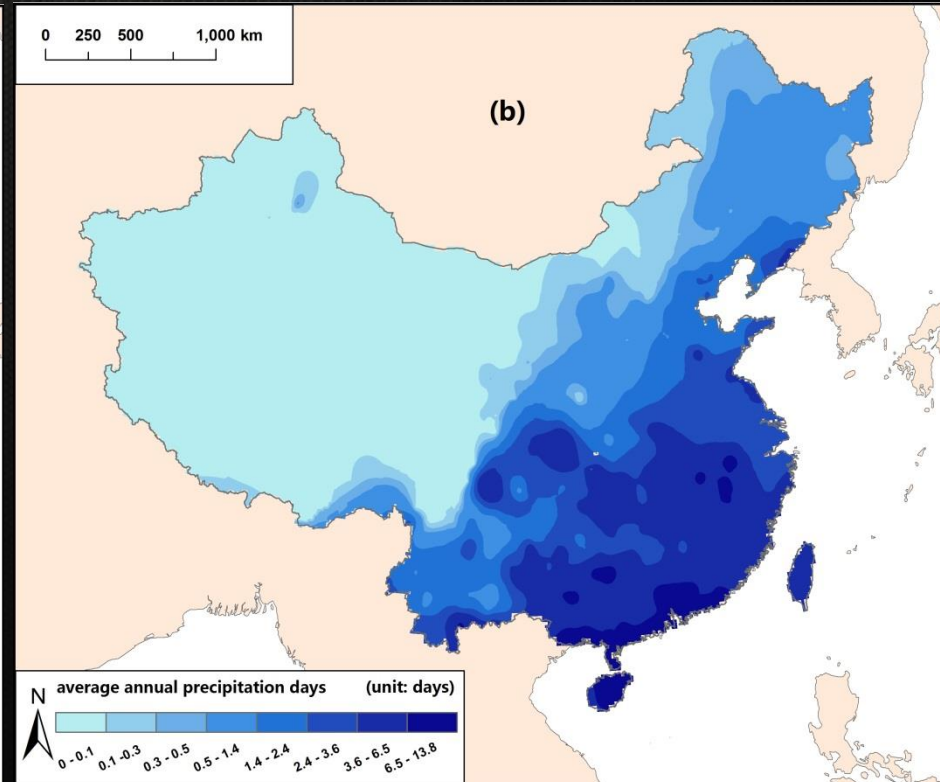 0 250 500 1,000 km
(b)
average annual precipitation days (unit: days)
N
0 - 0.1 0.1 -0.3 0.3 - 0.5 0.5 - 1.4 1.4 - 2.4 2.4 - 3.6 3.6 - 6.5 6.5 - 13.8